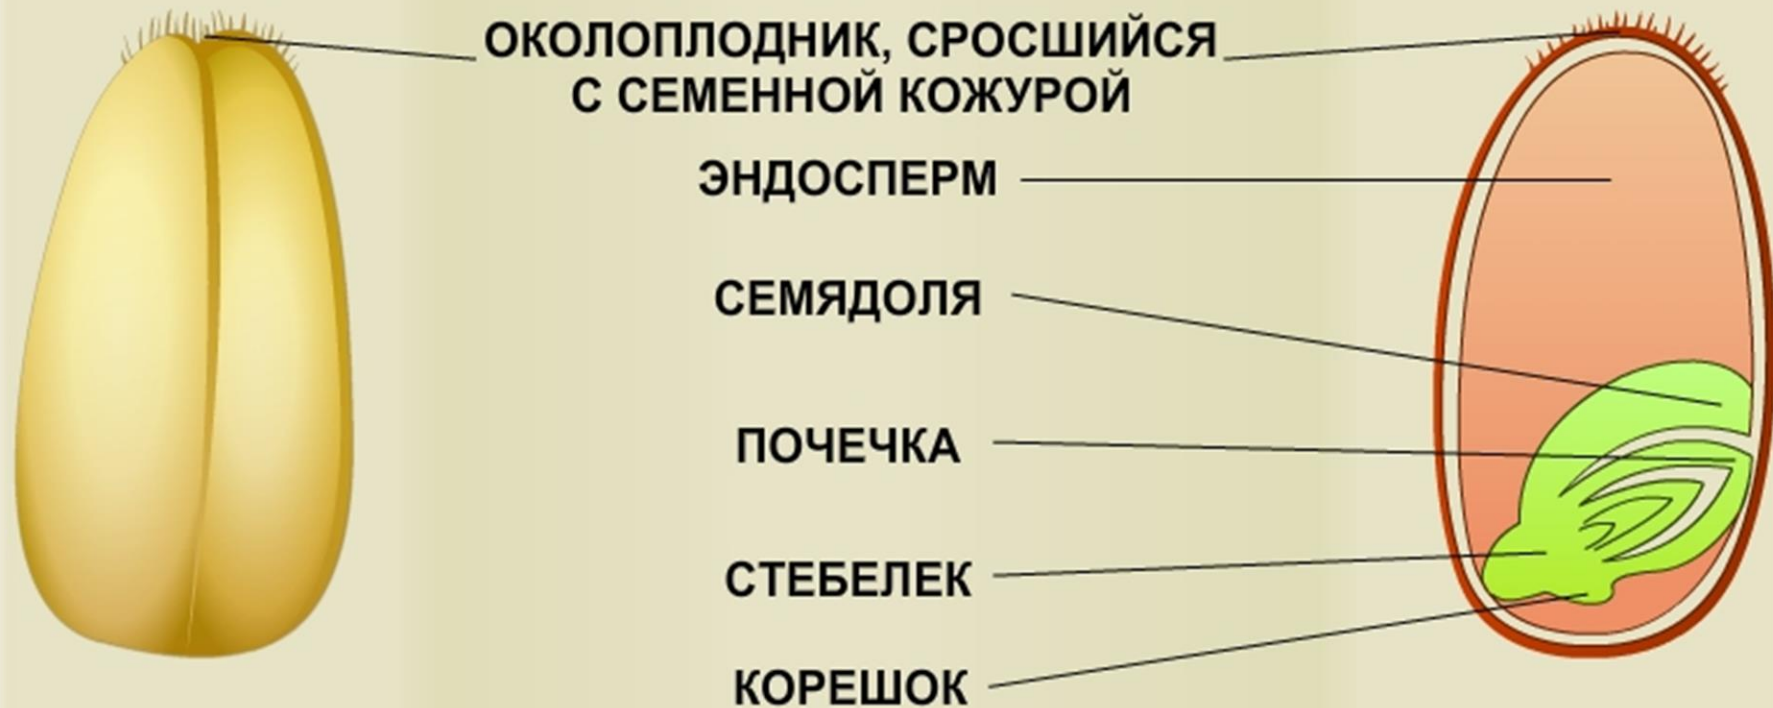 ОКОЛОПЛОДНИК, СРОСШИЙСЯ
С СЕМЕННОЙ КОЖУРОЙ
ЭНДОСПЕРМ
СЕМЯДОЛЯ
ПОЧЕЧКА
СТЕБЕЛЕК
КОРЕШОК